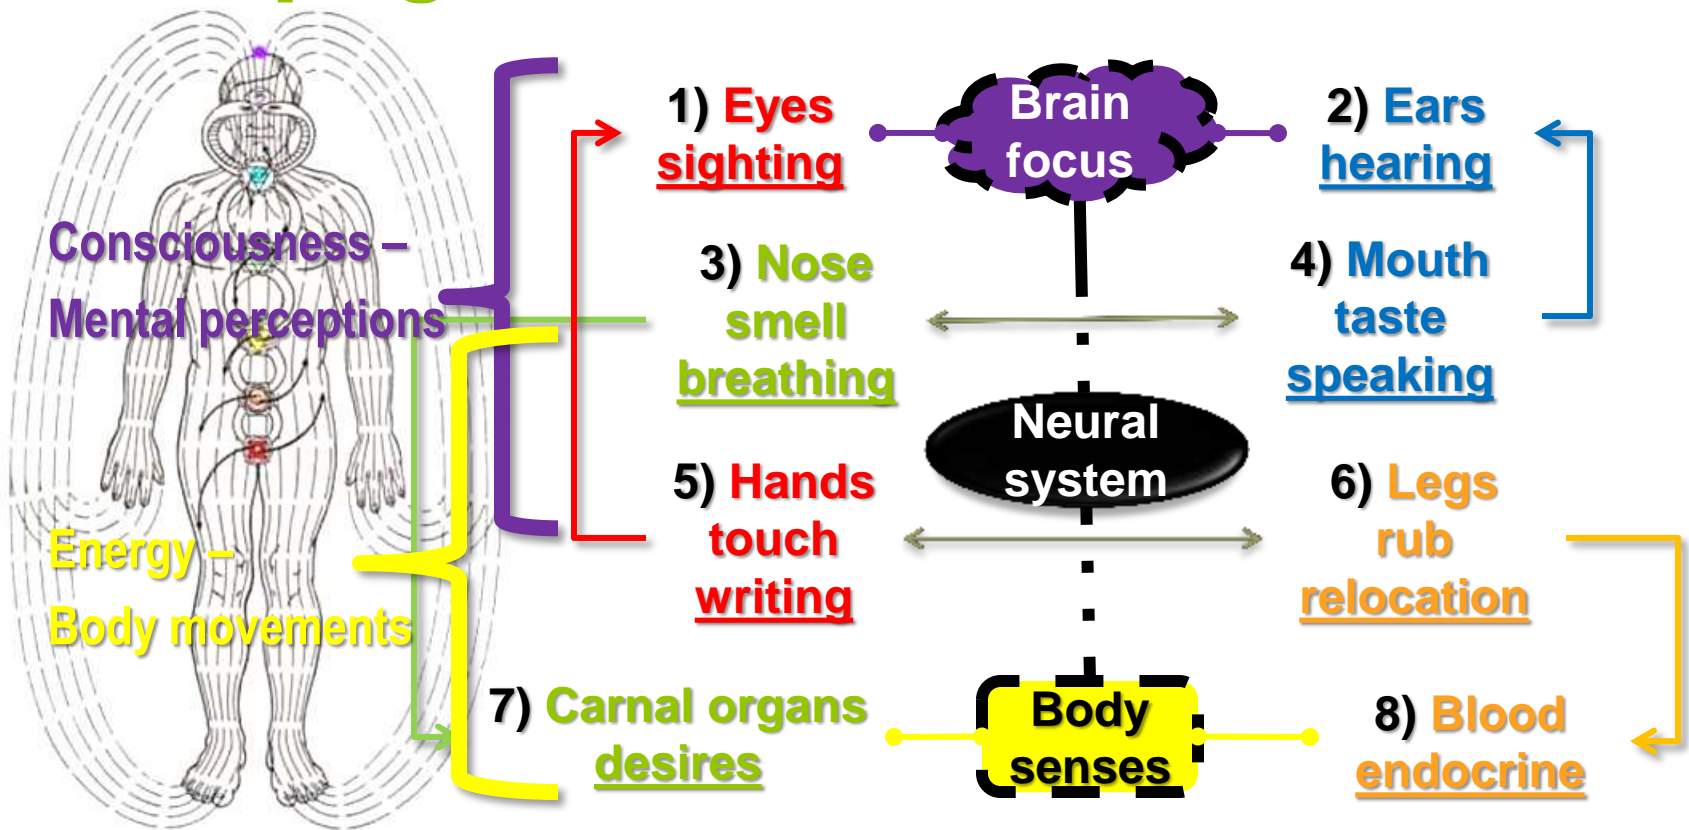 1) Eyes
sighting
Brain
focus
2) Ears
hearing
Consciousness –
Mental perceptions
3) Nose
smell
breathing
4) Mouth
taste
speaking
Neural
system
5) Hands
touch
writing
6) Legs
rub
relocation
Energy –
Body movements
7) Carnal organs
desires
Body
senses
8) Blood
endocrine